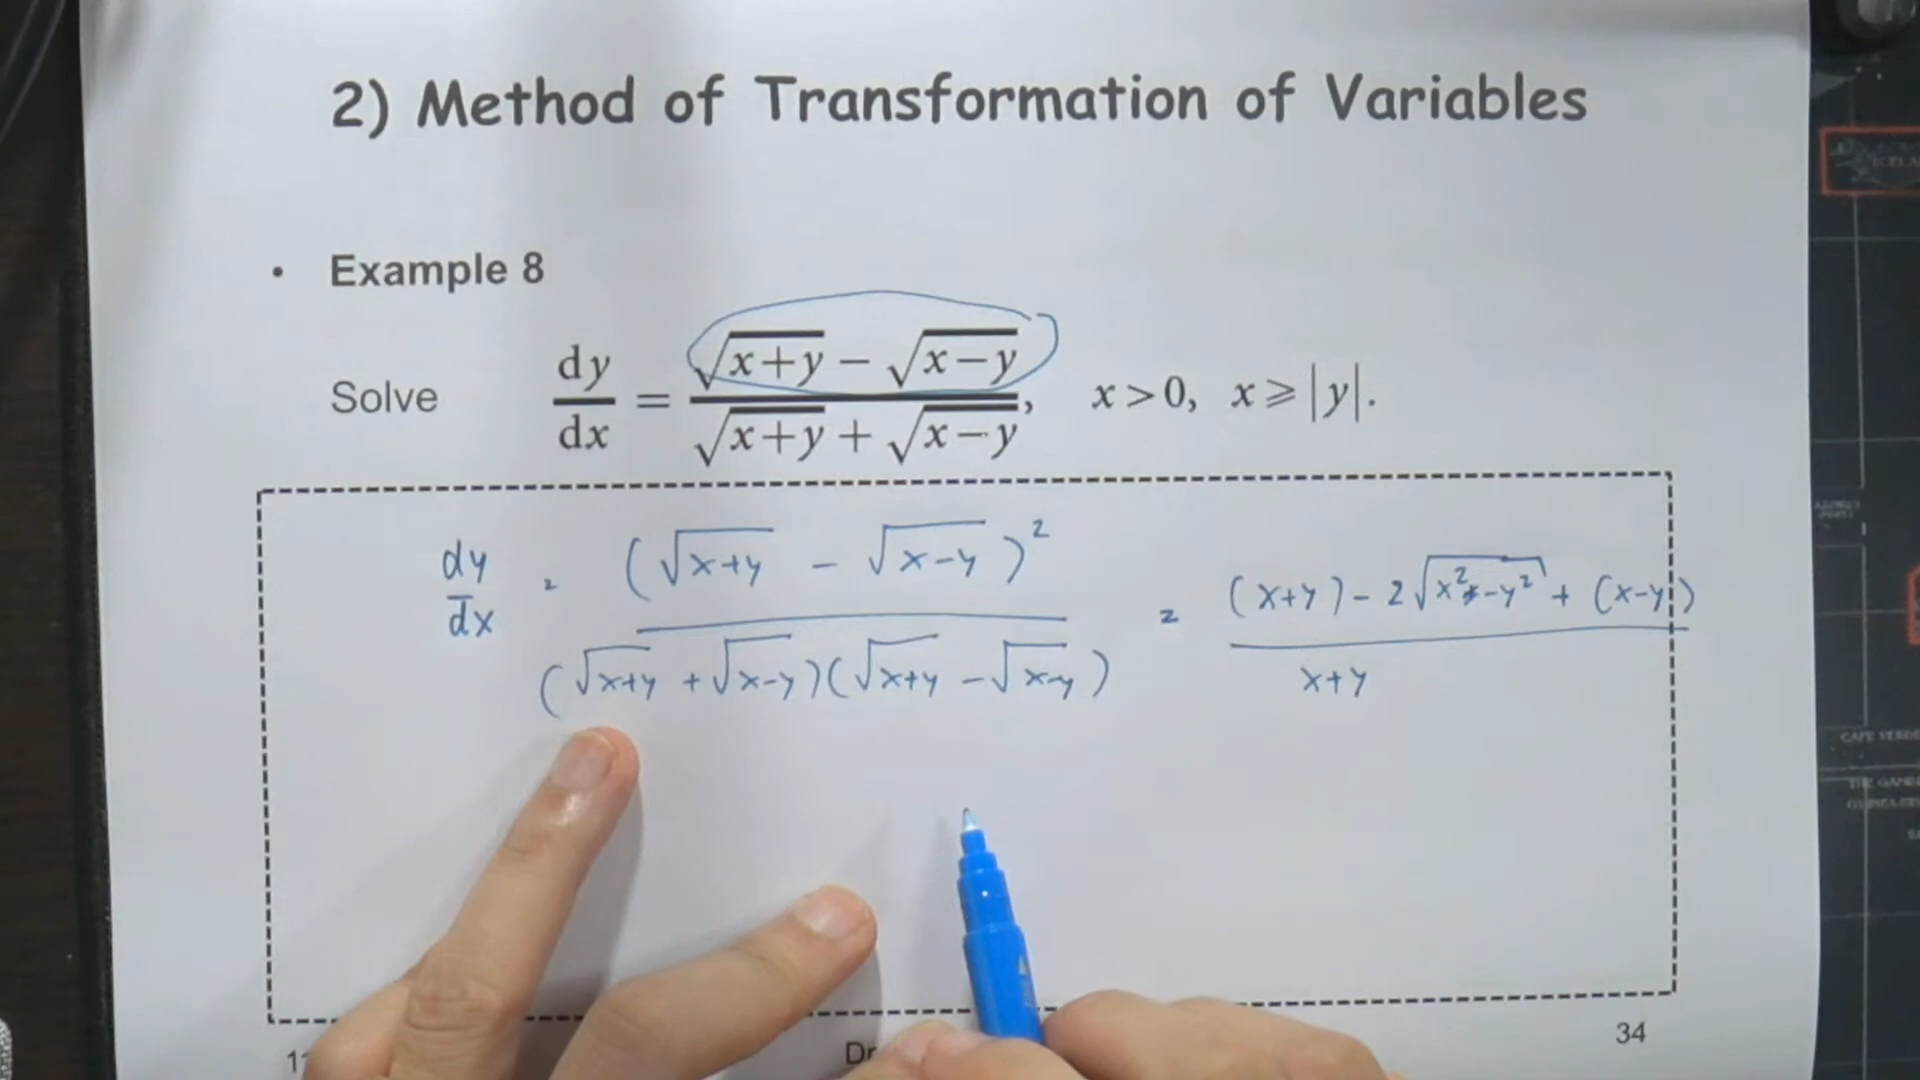 2) Method of Transformation of Variables
• Example 8
Solve dy/dx = (√(x+y) − √(x−y))/(√(x+y) + √(x−y)), x>0, x⩾|y|.
dy/dx = (√(x+y) − √(x−y))² / (√(x+y) + √(x−y))(√(x+y) − √(x−y)) = (x+y) − 2√(x²−y²) + (x−y) / x+y
34